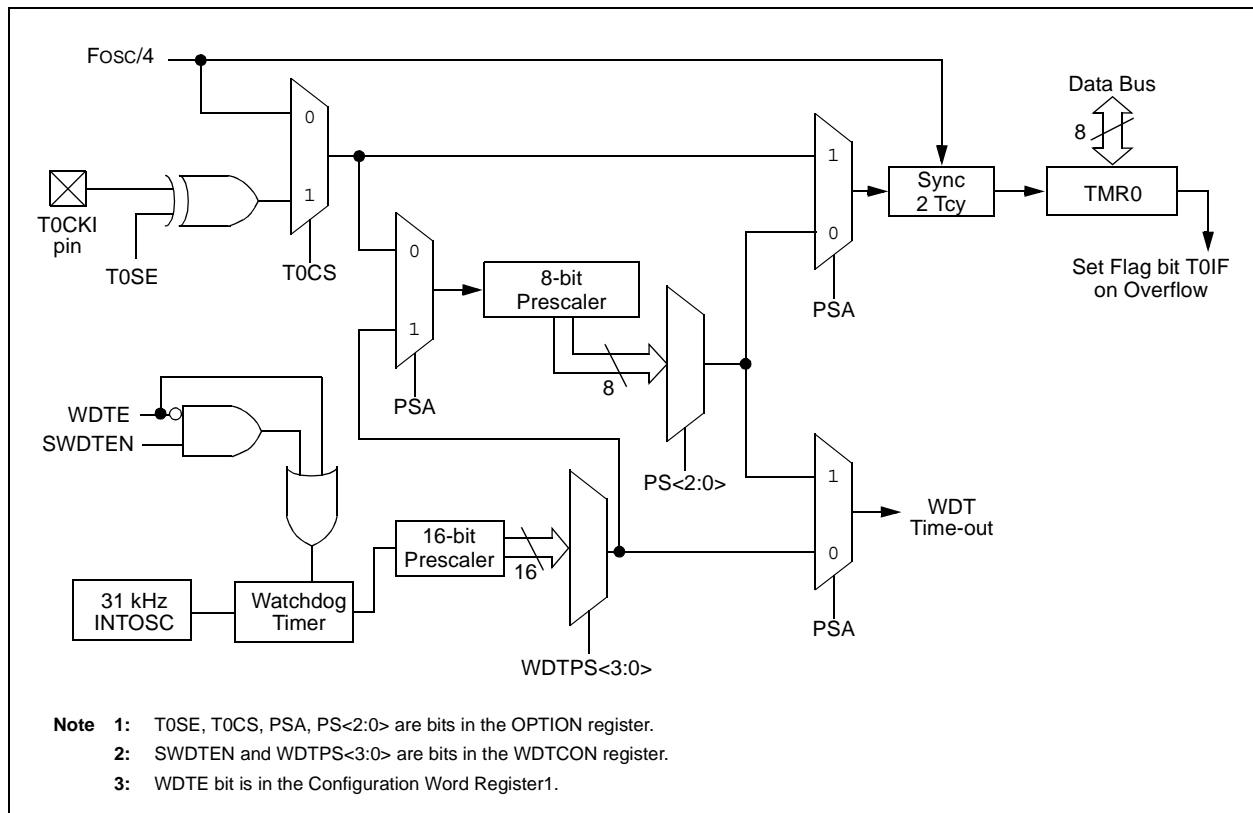 FOSC/4
Data Bus
8
0
1
T0CKI
pin
T0SE
T0CS
1
0
PSA
Sync
2 Tcy
TMR0
Set Flag bit T0IF
on Overflow
0
1
PSA
8-bit
Prescaler
8
PS<2:0>
WDTE
SWDTEN
1
0
PSA
WDT
Time-out
16-bit
Prescaler
16
31 kHz
INTOSC
Watchdog
Timer
WDTPS<3:0>
Note 1: T0SE, T0CS, PSA, PS<2:0> are bits in the OPTION register.
2: SWDTEN and WDTPS<3:0> are bits in the WDTCON register.
3: WDTE bit is in the Configuration Word Register1.